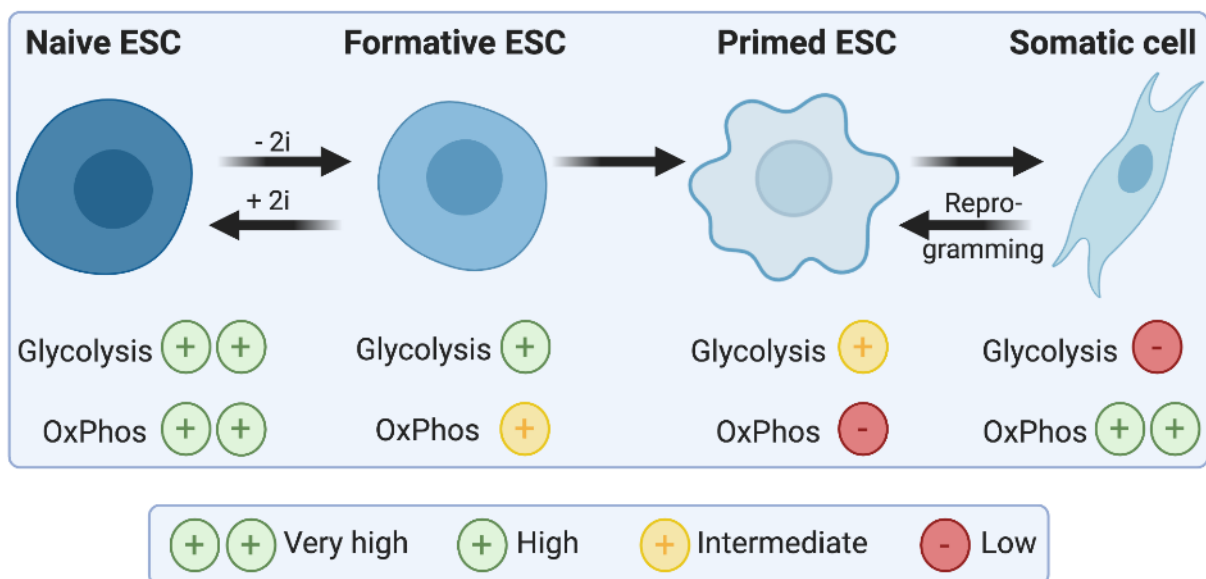 Naive ESC Formative ESC Primed ESC Somatic cell
- 2i
+ 2i
Repro-
gramming
Glycolysis + + Glycolysis + Glycolysis + Glycolysis -
OxPhos + + OxPhos + OxPhos - OxPhos + +
+ + Very high + High + Intermediate - Low